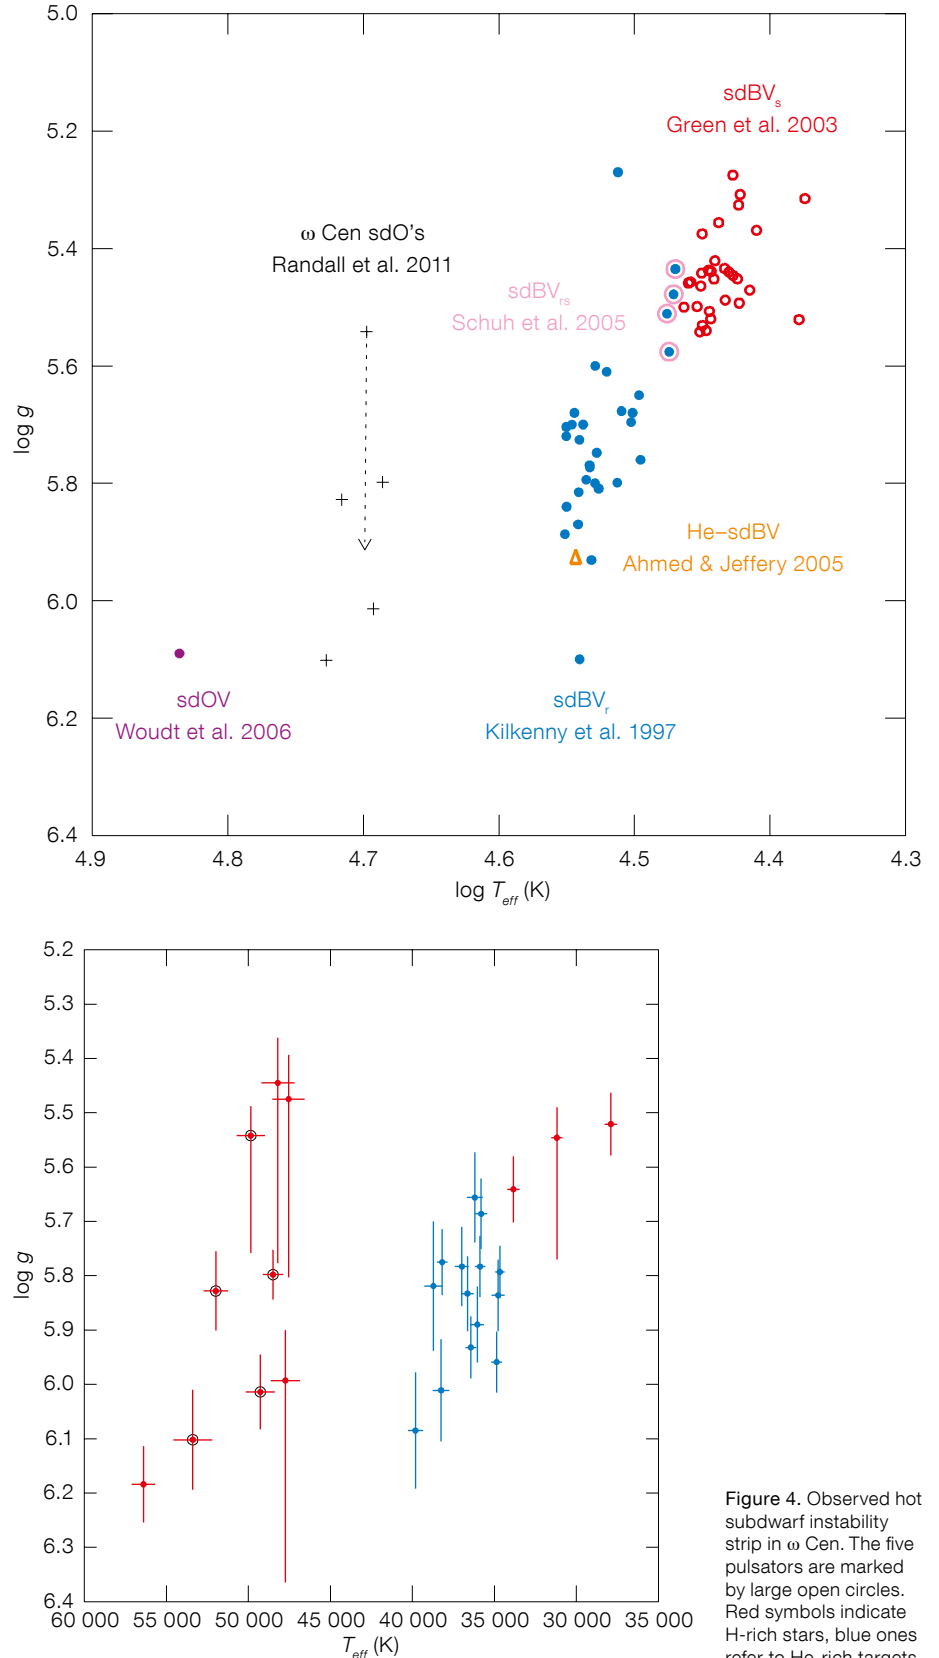 5.0
5.2
5.4
5.6
5.8
6.0
6.2
6.4
log g
sdBVs
Green et al. 2003
ω Cen sdO's
Randall et al. 2011
sdBVrs
Schuh et al. 2005
He–sdBV
Ahmed & Jeffery 2005
sdOV
Woudt et al. 2006
sdBVr
Kilkenny et al. 1997
4.9 4.8 4.7 4.6 4.5 4.4 4.3
log Teff (K)
5.2
5.3
5.4
5.5
5.6
5.7
5.8
5.9
6.0
6.1
6.2
6.3
6.4
log g
60 000 55 000 50 000 45 000 40 000 35 000 30 000 35 000
Teff (K)
Figure 4. Observed hot
subdwarf instability
strip in ω Cen. The five
pulsators are marked
by large open circles.
Red symbols indicate
H-rich stars, blue ones
refer to He-rich targets